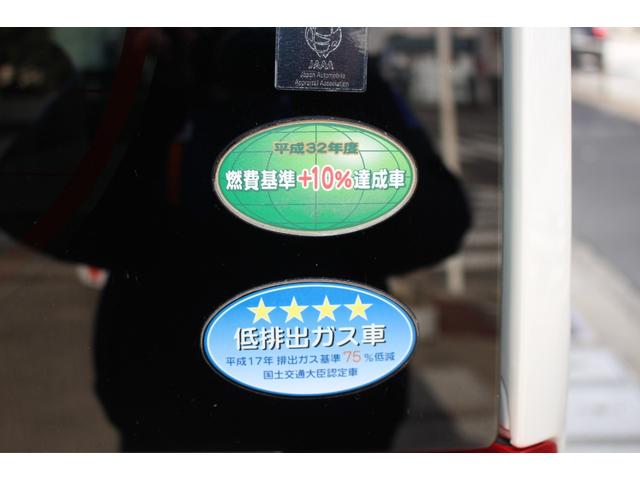 JAAA
Japan Automobile
Appraisal Association
平成32年度
燃費基準+10%達成車
低排出ガス車
平成17年 排出ガス基準 75 %低減
国土交通大臣認定車